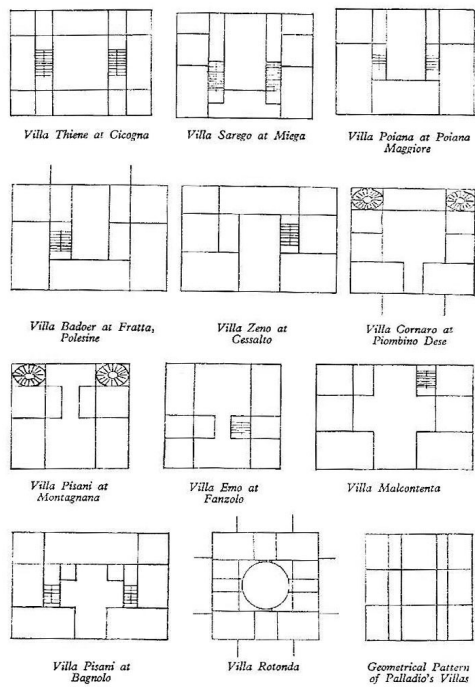 Villa Thiene at Cicogna
Villa Sarego at Miega
Villa Poiana at Poiana
Maggiore
Villa Badoer at Fratta,
Polesine
Villa Zeno at
Cessalto
Villa Cornaro at
Piombino Dese
Villa Pisani at
Montagnana
Villa Emo at
Fanzolo
Villa Malcontenta
Villa Pisani at
Bagnolo
Villa Rotonda
Geometrical Pattern
of Palladio's Villas